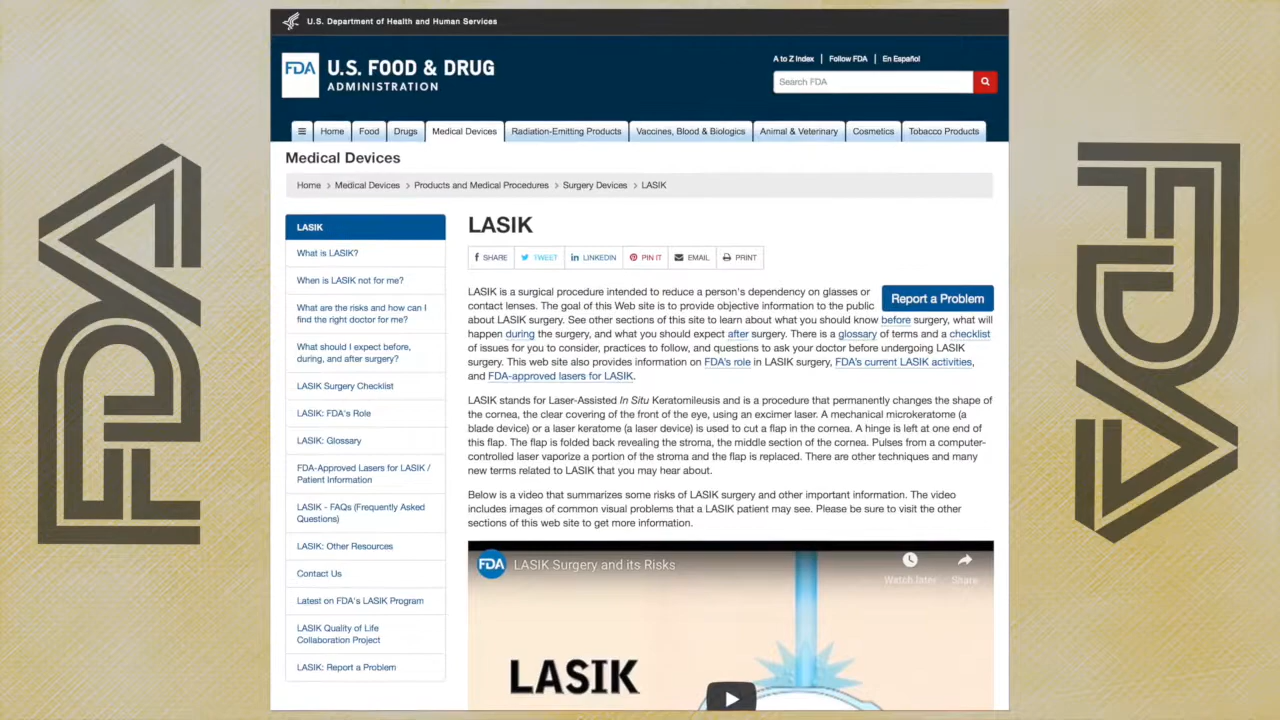 U.S. Department of Health and Human Services
FDA U.S. FOOD & DRUG
ADMINISTRATION
A to Z Index | Follow FDA | En Español
Search FDA
Home Food Drugs Medical Devices Radiation-Emitting Products Vaccines, Blood & Biologics Animal & Veterinary Cosmetics Tobacco Products
Medical Devices
Home > Medical Devices > Products and Medical Procedures > Surgery Devices > LASIK
LASIK
What is LASIK?
When is LASIK not for me?
What are the risks and how can I
find the right doctor for me?
What should I expect before,
during, and after surgery?
LASIK Surgery Checklist
LASIK: FDA's Role
LASIK: Glossary
FDA-Approved Lasers for LASIK /
Patient Information
LASIK - FAQs (Frequently Asked
Questions)
LASIK: Other Resources
Contact Us
Latest on FDA's LASIK Program
LASIK Quality of Life
Collaboration Project
LASIK: Report a Problem
LASIK
SHARE TWEET LINKEDIN PIN IT EMAIL PRINT
Report a Problem
LASIK is a surgical procedure intended to reduce a person's dependency on glasses or
contact lenses. The goal of this Web site is to provide objective information to the public
about LASIK surgery. See other sections of this site to learn about what you should know before surgery, what will
happen during the surgery, and what you should expect after surgery. There is a glossary of terms and a checklist
of issues for you to consider, practices to follow, and questions to ask your doctor before undergoing LASIK
surgery. This web site also provides information on FDA's role in LASIK surgery, FDA's current LASIK activities,
and FDA-approved lasers for LASIK.
LASIK stands for Laser-Assisted In Situ Keratomileusis and is a procedure that permanently changes the shape of
the cornea, the clear covering of the front of the eye, using an excimer laser. A mechanical microkeratome (a
blade device) or a laser keratome (a laser device) is used to cut a flap in the cornea. A hinge is left at one end of
this flap. The flap is folded back revealing the stroma, the middle section of the cornea. Pulses from a computer-
controlled laser vaporize a portion of the stroma and the flap is replaced. There are other techniques and many
new terms related to LASIK that you may hear about.
Below is a video that summarizes some risks of LASIK surgery and other important information. The video
includes images of common visual problems that a LASIK patient may see. Please be sure to visit the other
sections of this web site to get more information.
FDA LASIK Surgery and its Risks
Watch later Share
LASIK
FDA
FDA